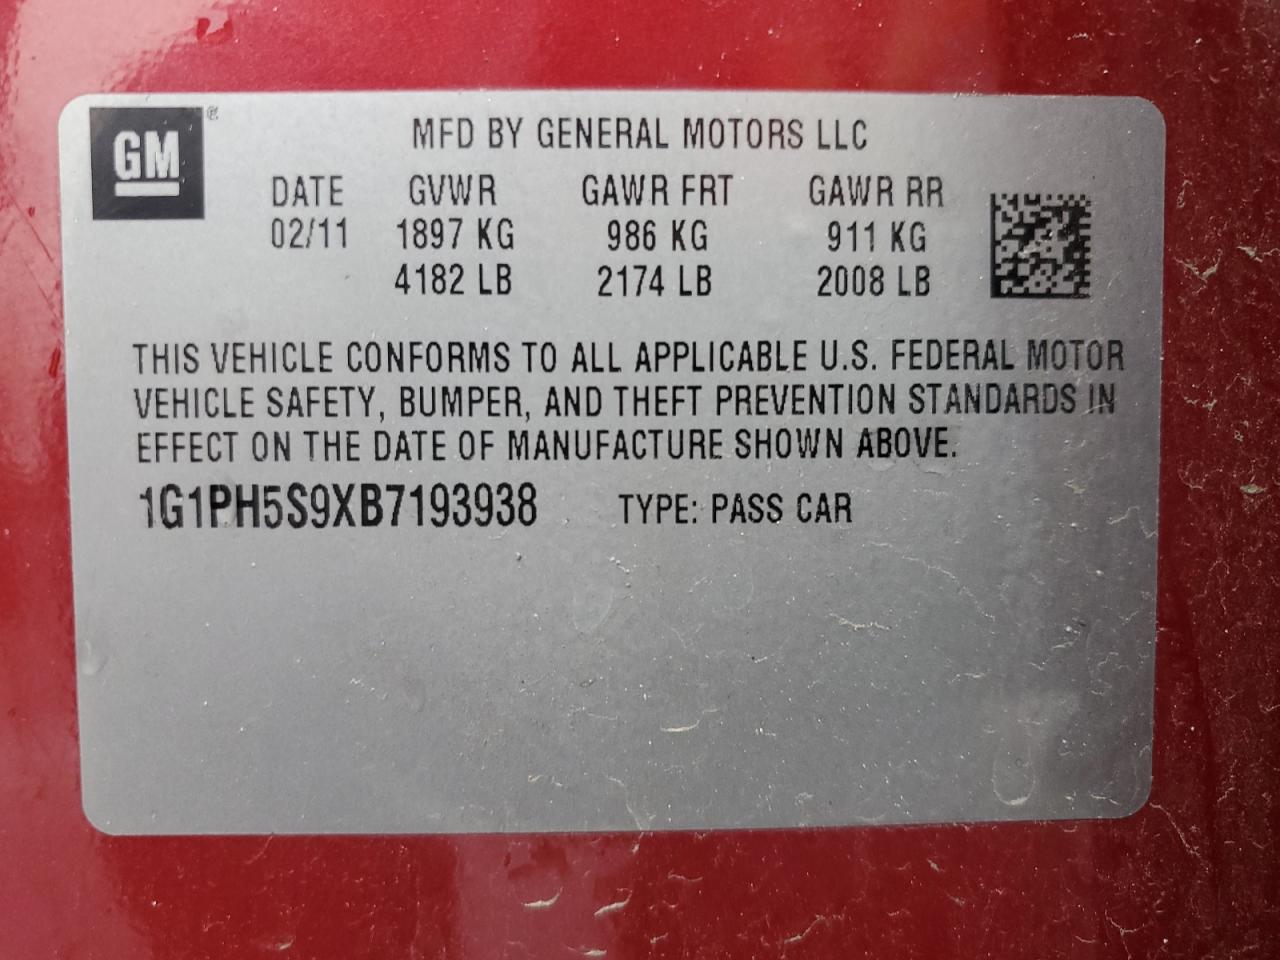 GM®
MFD BY GENERAL MOTORS LLC
DATE GVWR GAWR FRT GAWR RR
02/11 1897 KG 986 KG 911 KG
4182 LB 2174 LB 2008 LB
THIS VEHICLE CONFORMS TO ALL APPLICABLE U.S. FEDERAL MOTOR
VEHICLE SAFETY, BUMPER, AND THEFT PREVENTION STANDARDS IN
EFFECT ON THE DATE OF MANUFACTURE SHOWN ABOVE.
1G1PH5S9XB7193938 TYPE: PASS CAR